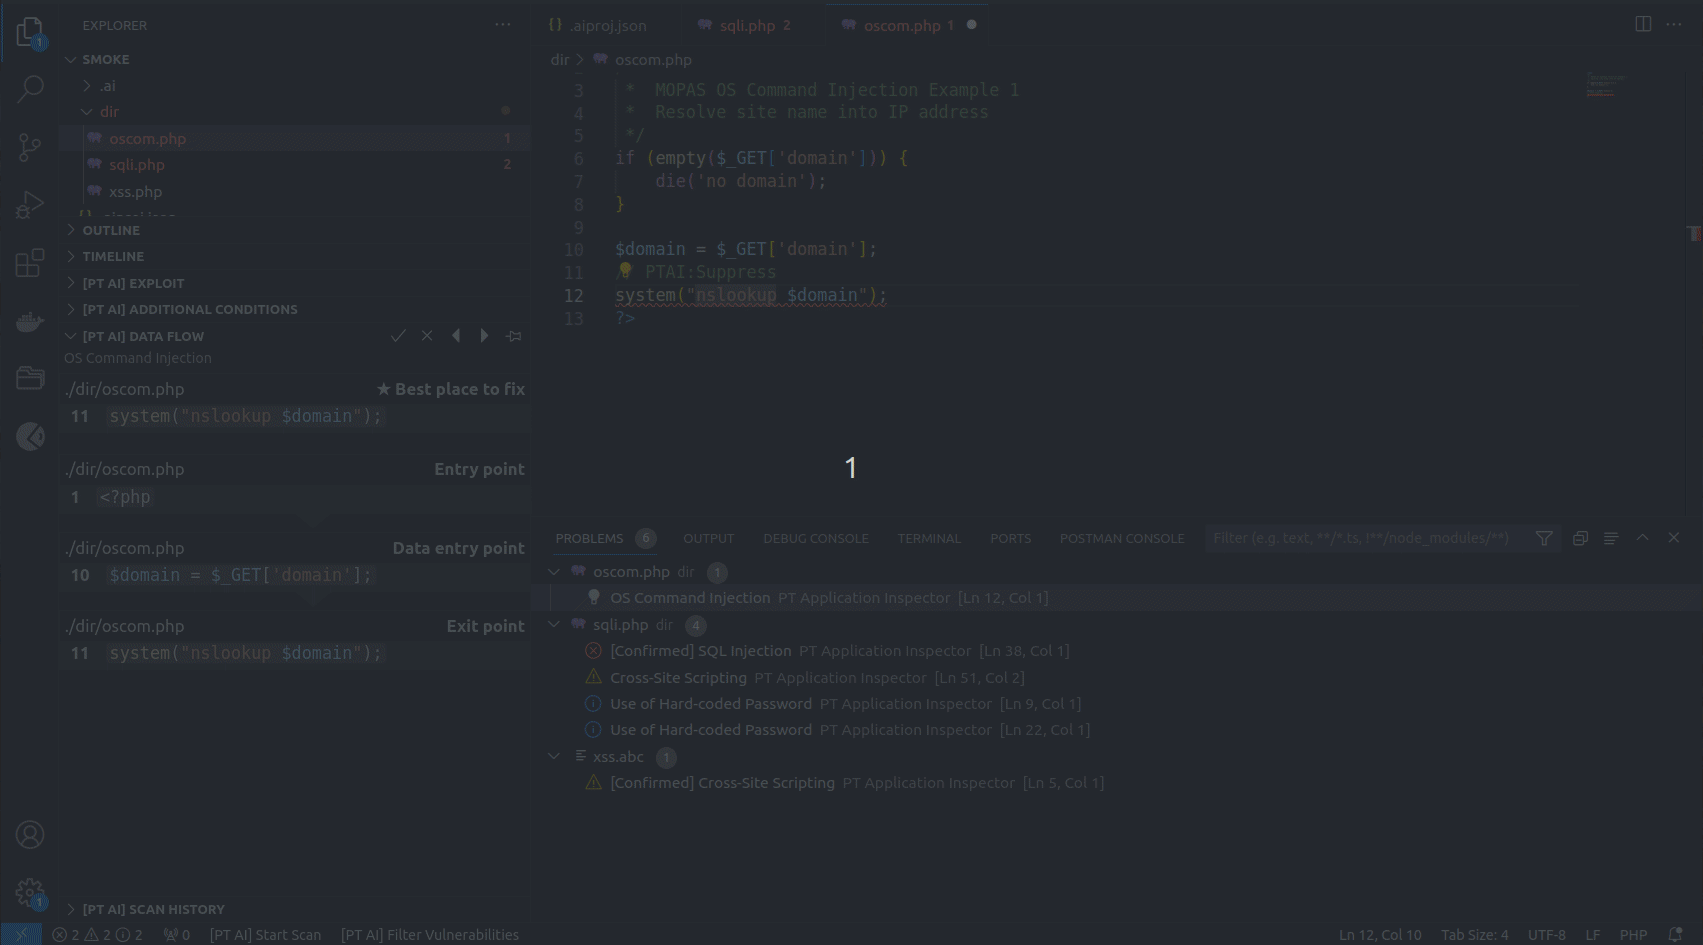 EXPLORER
SMOKE
.ai
dir
oscom.php 1
sqli.php 2
xss.php
OUTLINE
TIMELINE
[PT AI] EXPLOIT
[PT AI] ADDITIONAL CONDITIONS
[PT AI] DATA FLOW
OS Command Injection
./dir/oscom.php ★ Best place to fix
11 system("nslookup $domain");
./dir/oscom.php Entry point
1 <?php
./dir/oscom.php Data entry point
10 $domain = $_GET['domain'];
./dir/oscom.php Exit point
11 system("nslookup $domain");
[PT AI] SCAN HISTORY
{} .aiproj.json sqli.php 2 oscom.php 1
dir > oscom.php
3 * MOPAS OS Command Injection Example 1
4 * Resolve site name into IP address
5 */
6 if (empty($_GET['domain'])) {
7 die('no domain');
8 }
9
10 $domain = $_GET['domain'];
11 PTAI:Suppress
12 system("nslookup $domain");
13 ?>
1
PROBLEMS 6 OUTPUT DEBUG CONSOLE TERMINAL PORTS POSTMAN CONSOLE Filter (e.g. text, **/*.ts, !**/node_modules/**)
oscom.php dir 1
OS Command Injection PT Application Inspector [Ln 12, Col 1]
sqli.php dir 4
[Confirmed] SQL Injection PT Application Inspector [Ln 38, Col 1]
Cross-Site Scripting PT Application Inspector [Ln 51, Col 2]
Use of Hard-coded Password PT Application Inspector [Ln 9, Col 1]
Use of Hard-coded Password PT Application Inspector [Ln 22, Col 1]
xss.abc 1
[Confirmed] Cross-Site Scripting PT Application Inspector [Ln 5, Col 1]
2 2 2 0 [PT AI] Start Scan [PT AI] Filter Vulnerabilities Ln 12, Col 10 Tab Size: 4 UTF-8 LF PHP